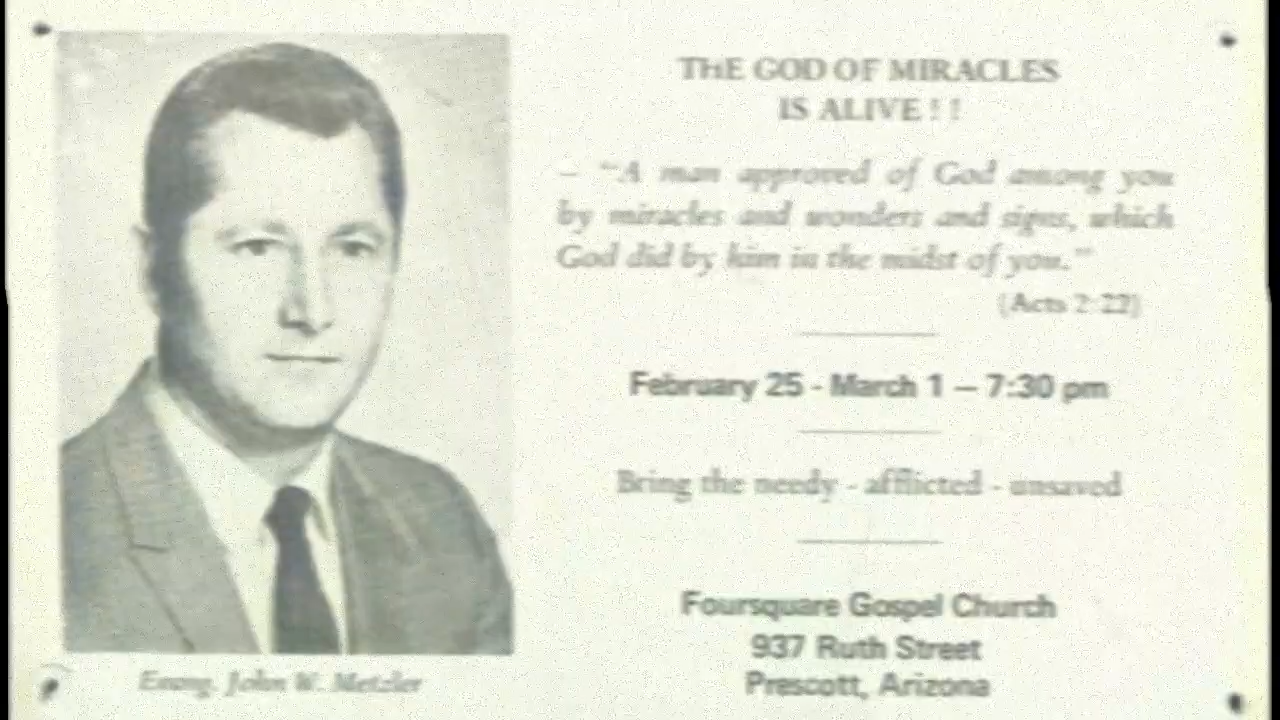 THE GOD OF MIRACLES
IS ALIVE ! !
– "A man approved of God among you
by miracles and wonders and signs, which
God did by him in the midst of you."
(Acts 2:22)
February 25 - March 1 – 7:30 pm
Bring the needy - afflicted - unsaved
Foursquare Gospel Church
937 Ruth Street
Prescott, Arizona
Evang. John W. Metzler